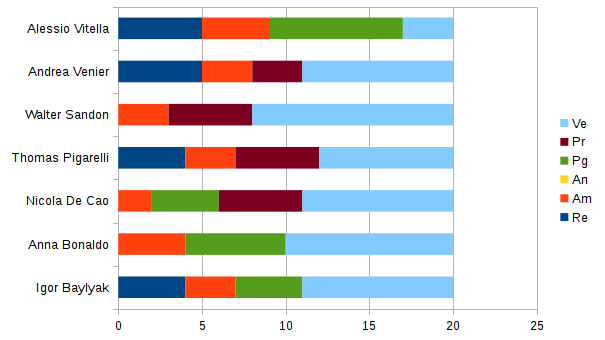 Alessio Vitella
Andrea Venier
Walter Sandon
Thomas Pigarelli
Nicola De Cao
Anna Bonaldo
Igor Baylyak
0 5 10 15 20 25
Ve
Pr
Pg
An
Am
Re